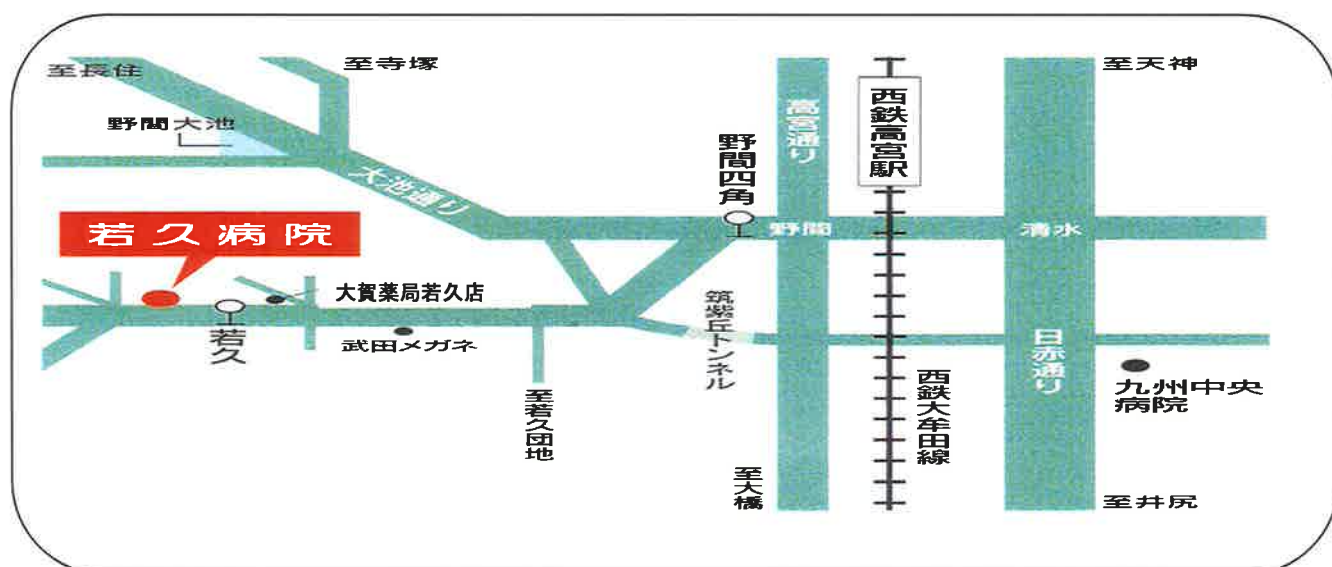 至長住
至寺塚
至天神
野間大池
高宮通り
西鉄高宮駅
野間四角
大池通り
若久病院
野間
清水
大賀薬局若久店
若久
武田メガネ
筑紫丘トンネル
日赤通り
九州中央
病院
至若久団地
西鉄大牟田線
至大橋
至井尻